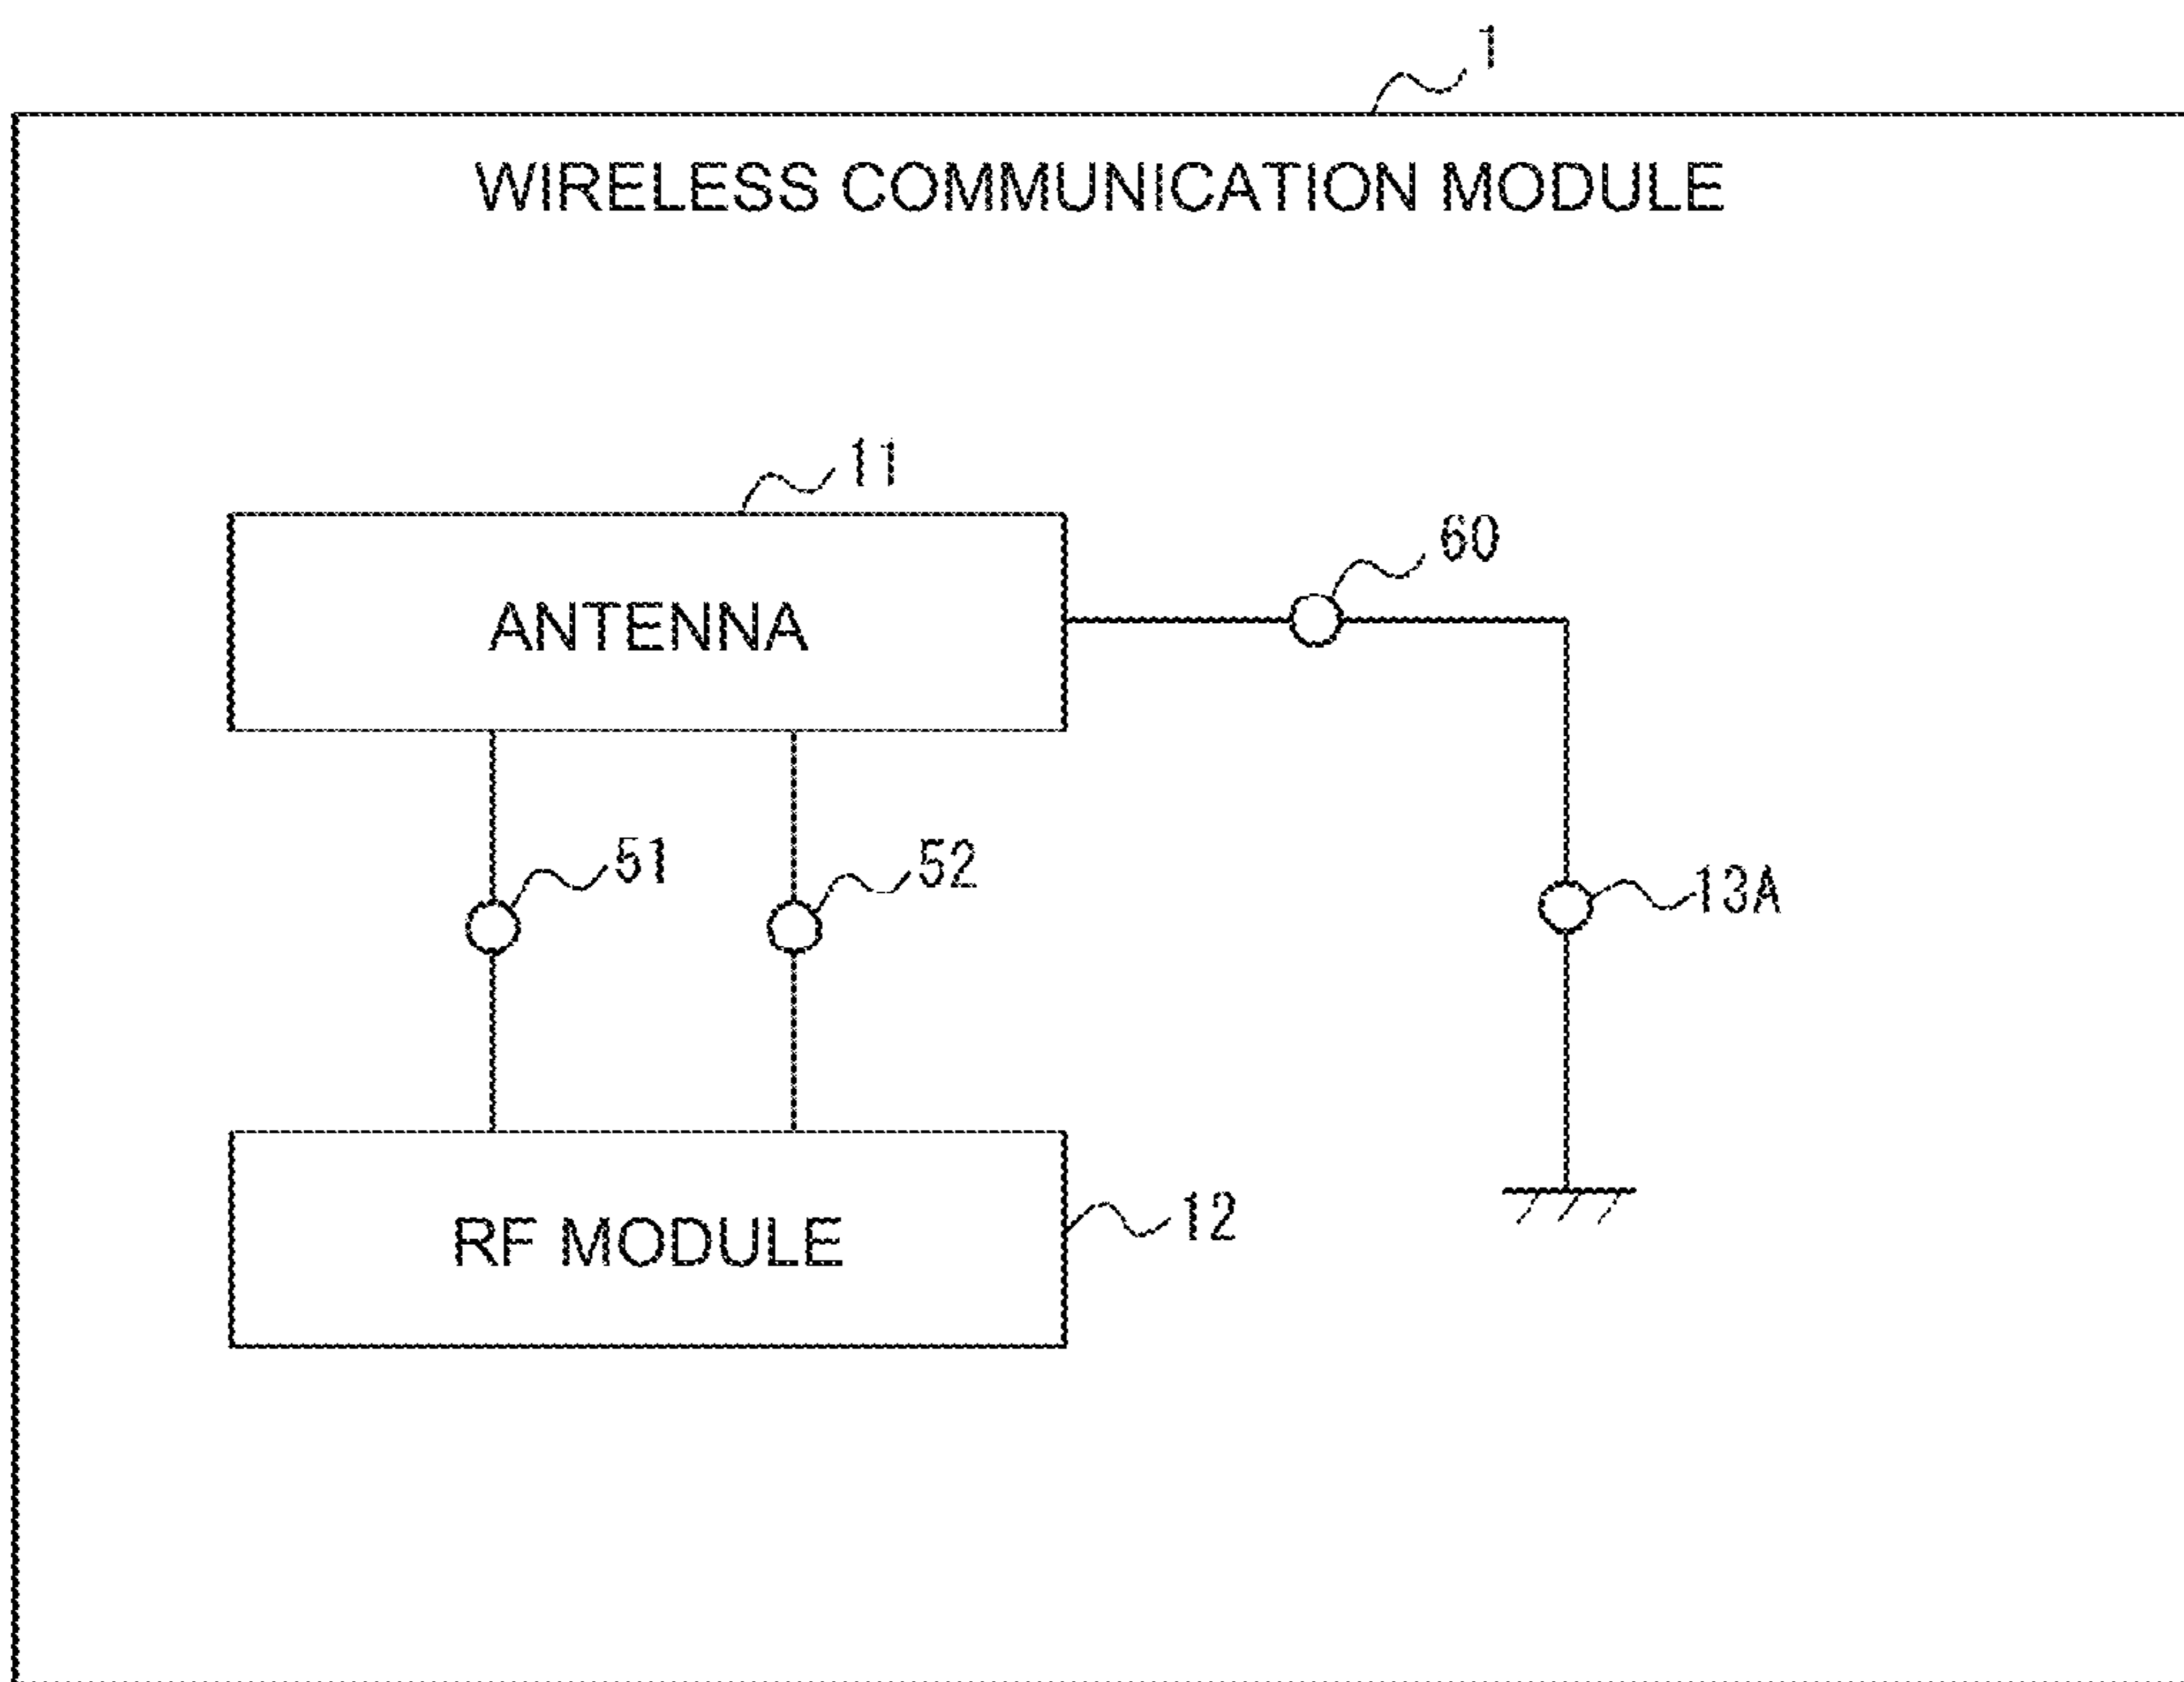 1
WIRELESS COMMUNICATION MODULE
11
60
ANTENNA
51
52
13A
12
RF MODULE